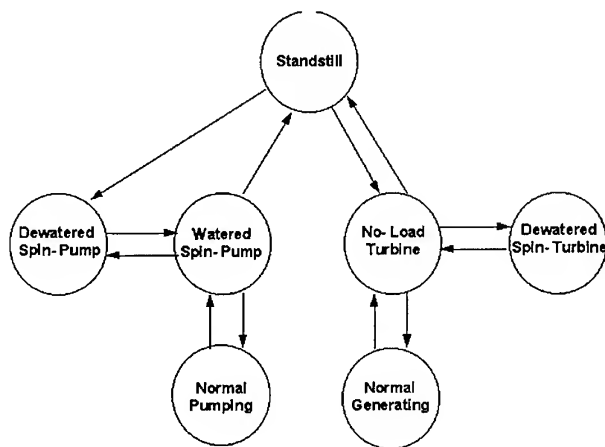 Standstill
Dewatered
Spin- Pump
Watered
Spin- Pump
No- Load
Turbine
Dewatered
Spin- Turbine
Normal
Pumping
Normal
Generating